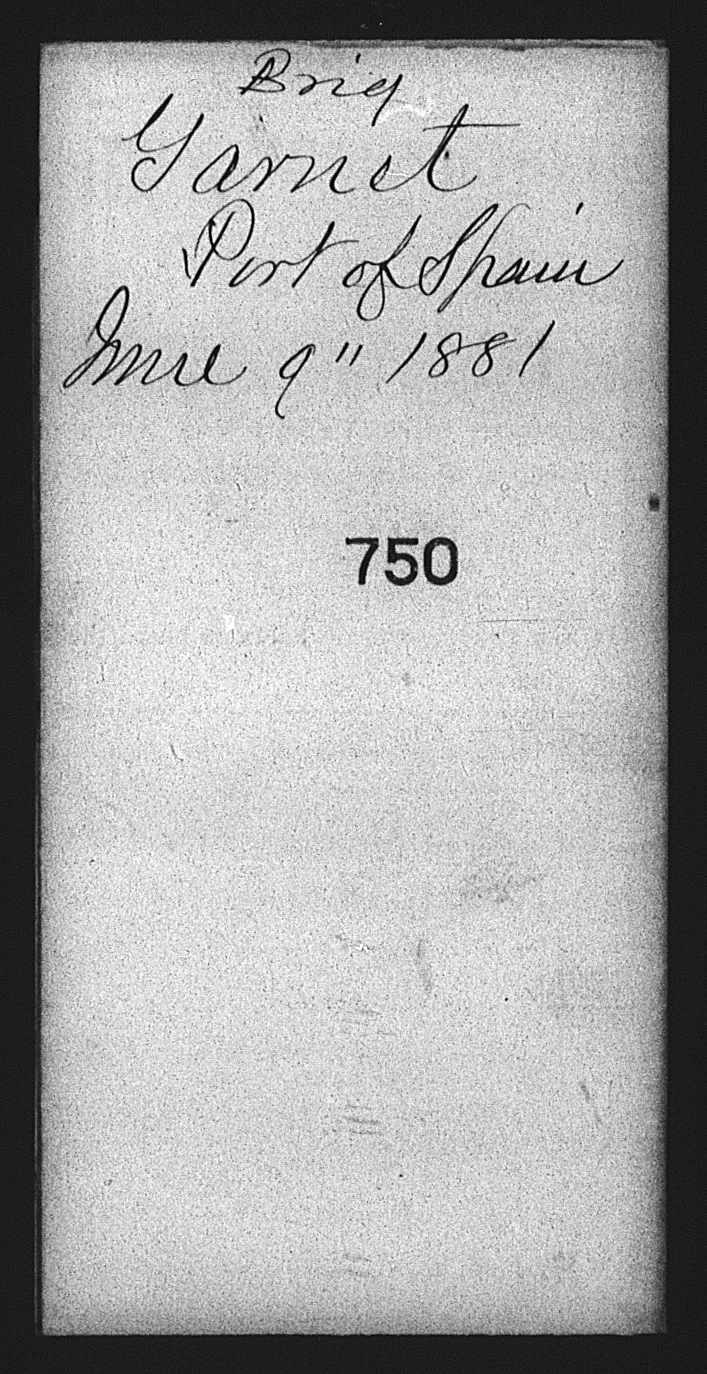 Brig
Garnet
Port of Spain
June 9" 1881
750